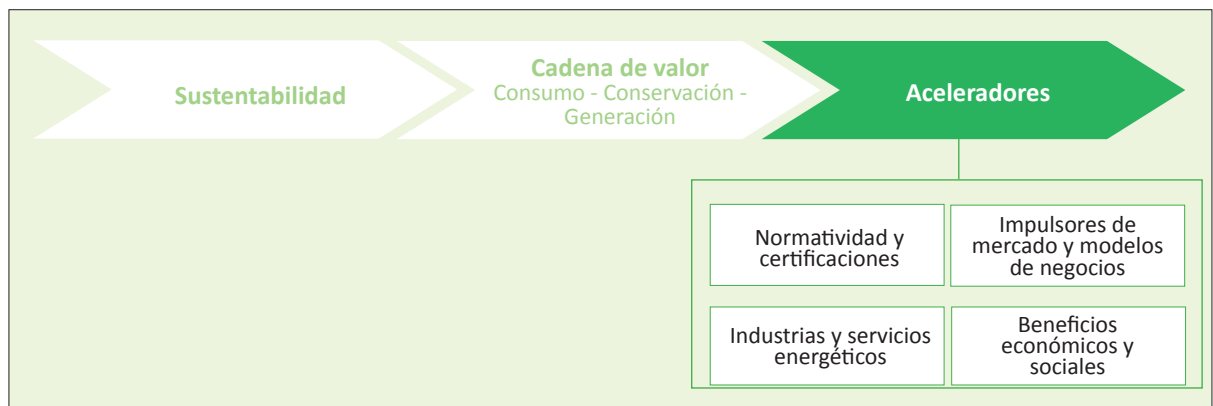 Sustentabilidad
Cadena de valor
Consumo - Conservación -
Generación
Aceleradores
Normatividad y
certificaciones
Impulsores de
mercado y modelos
de negocios
Industrias y servicios
energéticos
Beneficios
económicos y
sociales